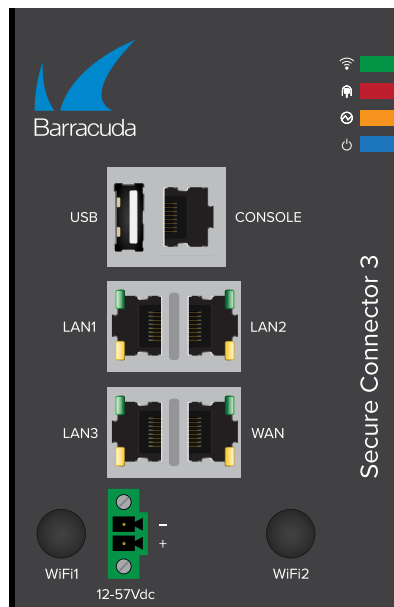 Barracuda
USB
CONSOLE
LAN1
LAN2
LAN3
WAN
Secure Connector 3
−
+
WiFi1
WiFi2
12-57Vdc